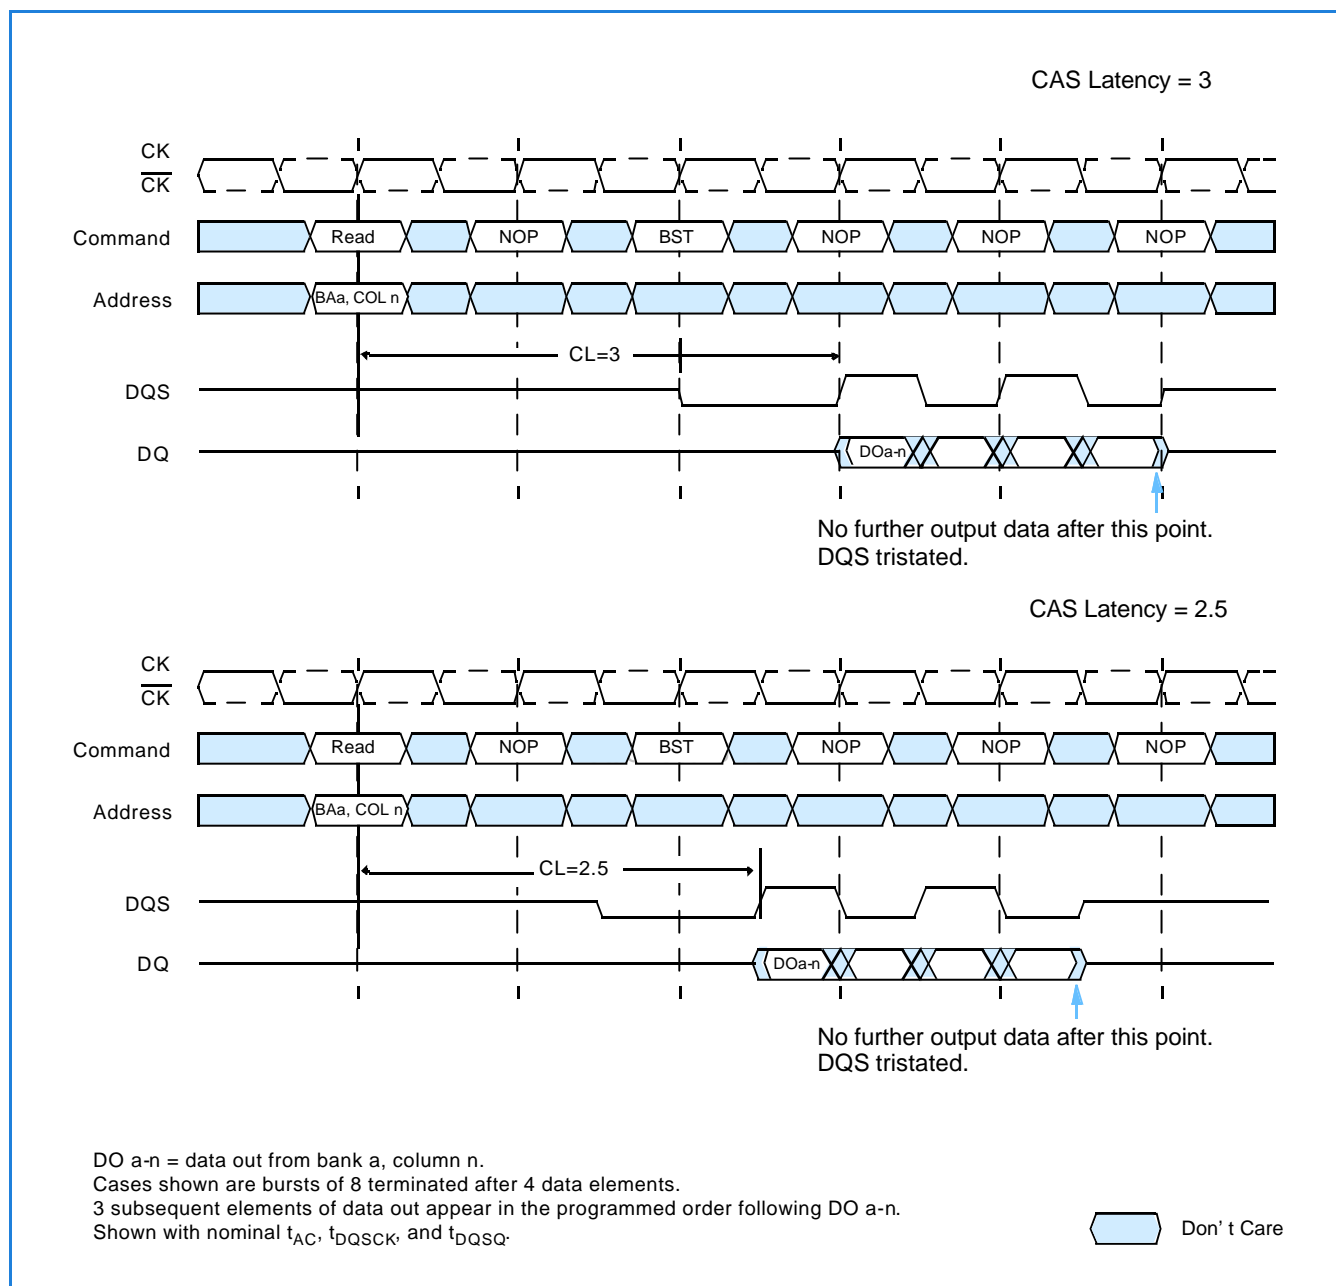 CAS Latency = 3
CK
CK
Command
Read
NOP
BST
NOP
NOP
NOP
Address
BAa, COL n
CL=3
DQS
DQ
DOa-n
No further output data after this point.
DQS tristated.
CAS Latency = 2.5
CK
CK
Command
Read
NOP
BST
NOP
NOP
NOP
Address
BAa, COL n
CL=2.5
DQS
DQ
DOa-n
No further output data after this point.
DQS tristated.
DO a-n = data out from bank a, column n.
Cases shown are bursts of 8 terminated after 4 data elements.
3 subsequent elements of data out appear in the programmed order following DO a-n.
Shown with nominal tAC, tDQSCK, and tDQSQ.
Don' t Care